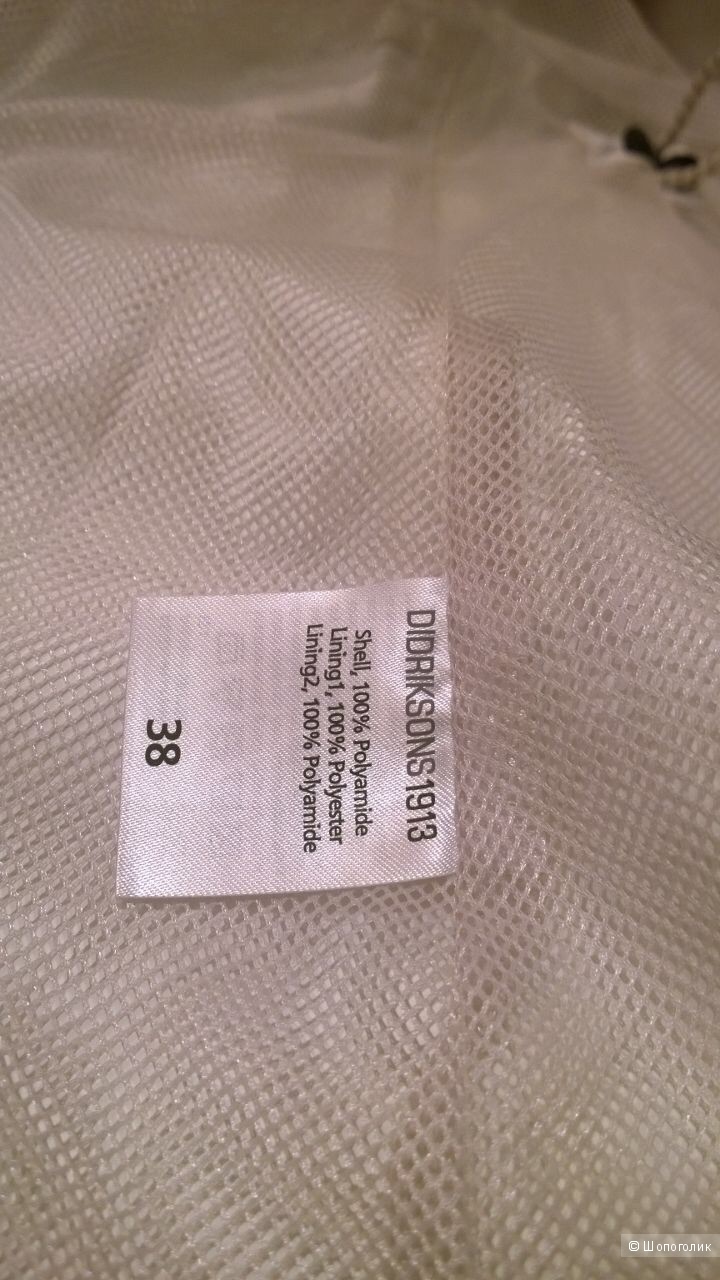 DIDRIKSONS1913
Shell, 100% Polyamide
Lining1, 100% Polyester
Lining2, 100% Polyamide
38
© Шопоголик